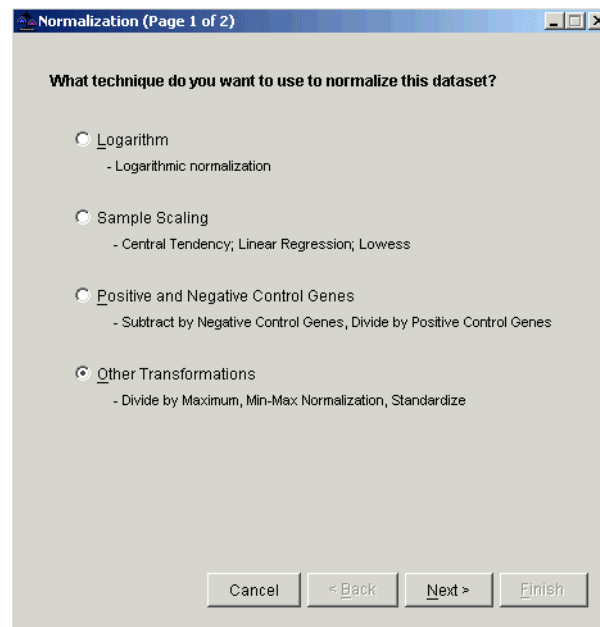 Normalization (Page 1 of 2)
What technique do you want to use to normalize this dataset?
Logarithm
- Logarithmic normalization
Sample Scaling
- Central Tendency; Linear Regression; Lowess
Positive and Negative Control Genes
- Subtract by Negative Control Genes, Divide by Positive Control Genes
Other Transformations
- Divide by Maximum, Min-Max Normalization, Standardize
Cancel < Back Next > Finish